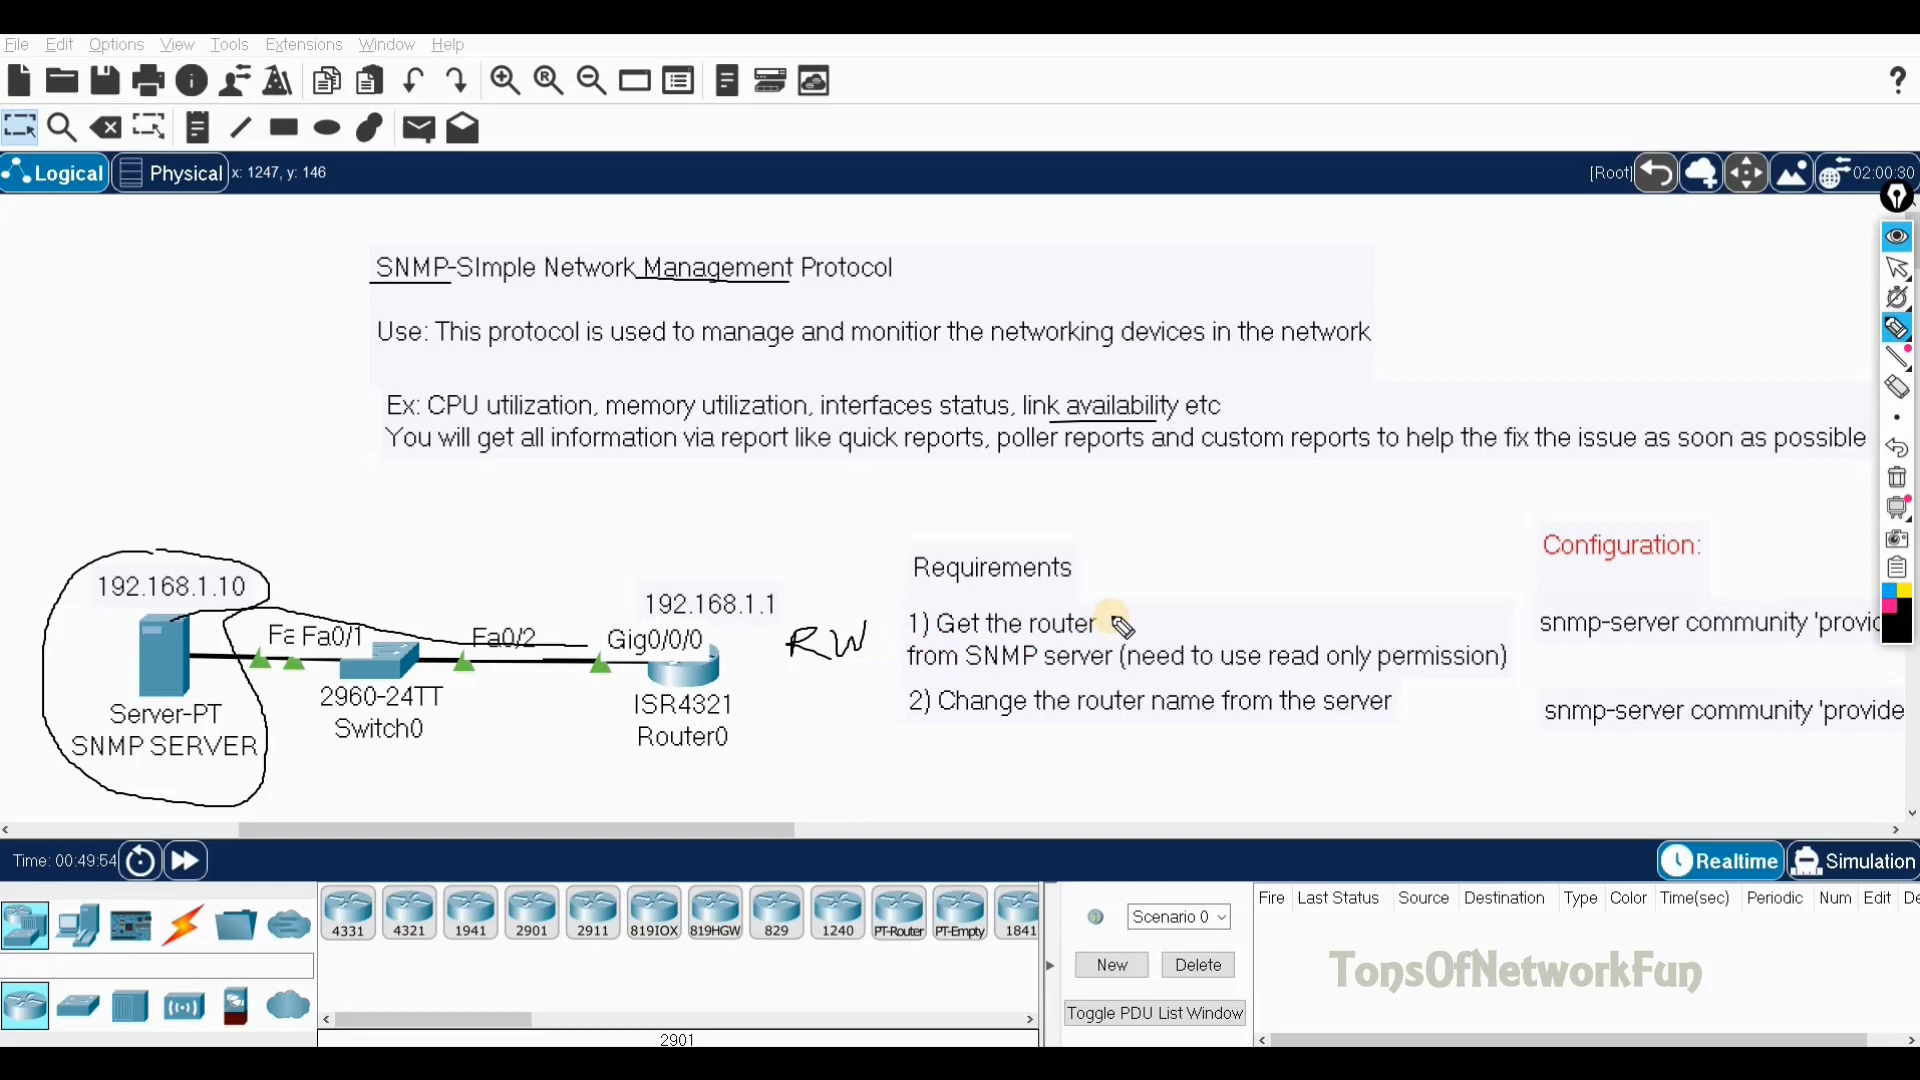 File Edit Options View Tools Extensions Window Help
Logical Physical x: 1247, y: 146 [Root] 02:00:30
SNMP-SImple Network Management Protocol
Use: This protocol is used to manage and monitior the networking devices in the network
Ex: CPU utilization, memory utilization, interfaces status, link availability etc
You will get all information via report like quick reports, poller reports and custom reports to help the fix the issue as soon as possible
192.168.1.10
Fa Fa0/1
Fa0/2
192.168.1.1
Gig0/0/0
RW
Server-PT
SNMP SERVER
2960-24TT
Switch0
ISR4321
Router0
Requirements
1) Get the router
from SNMP server (need to use read only permission)
2) Change the router name from the server
Configuration:
snmp-server community 'provid
snmp-server community 'provide
Time: 00:49:54 Realtime Simulation
4331 4321 1941 2901 2911 819IOX 819HGW 829 1240 PT-Router PT-Empty 1841
2901
Scenario 0
New Delete
Toggle PDU List Window
Fire Last Status Source Destination Type Color Time(sec) Periodic Num Edit De
TonsOfNetworkFun